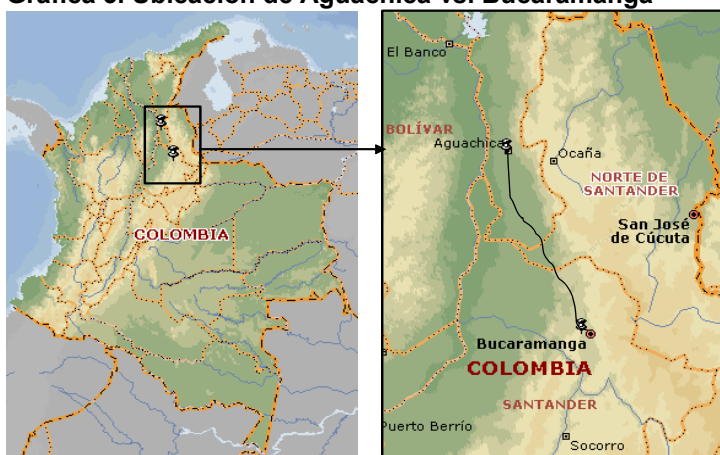 Gráfica 5. Ubicación de Aguachica vs. Bucaramanga
COLOMBIA
El Banco
BOLÍVAR
Aguachica
Ocaña
NORTE DE
SANTANDER
San José
de Cúcuta
Bucaramanga
COLOMBIA
SANTANDER
Puerto Berrío
Socorro